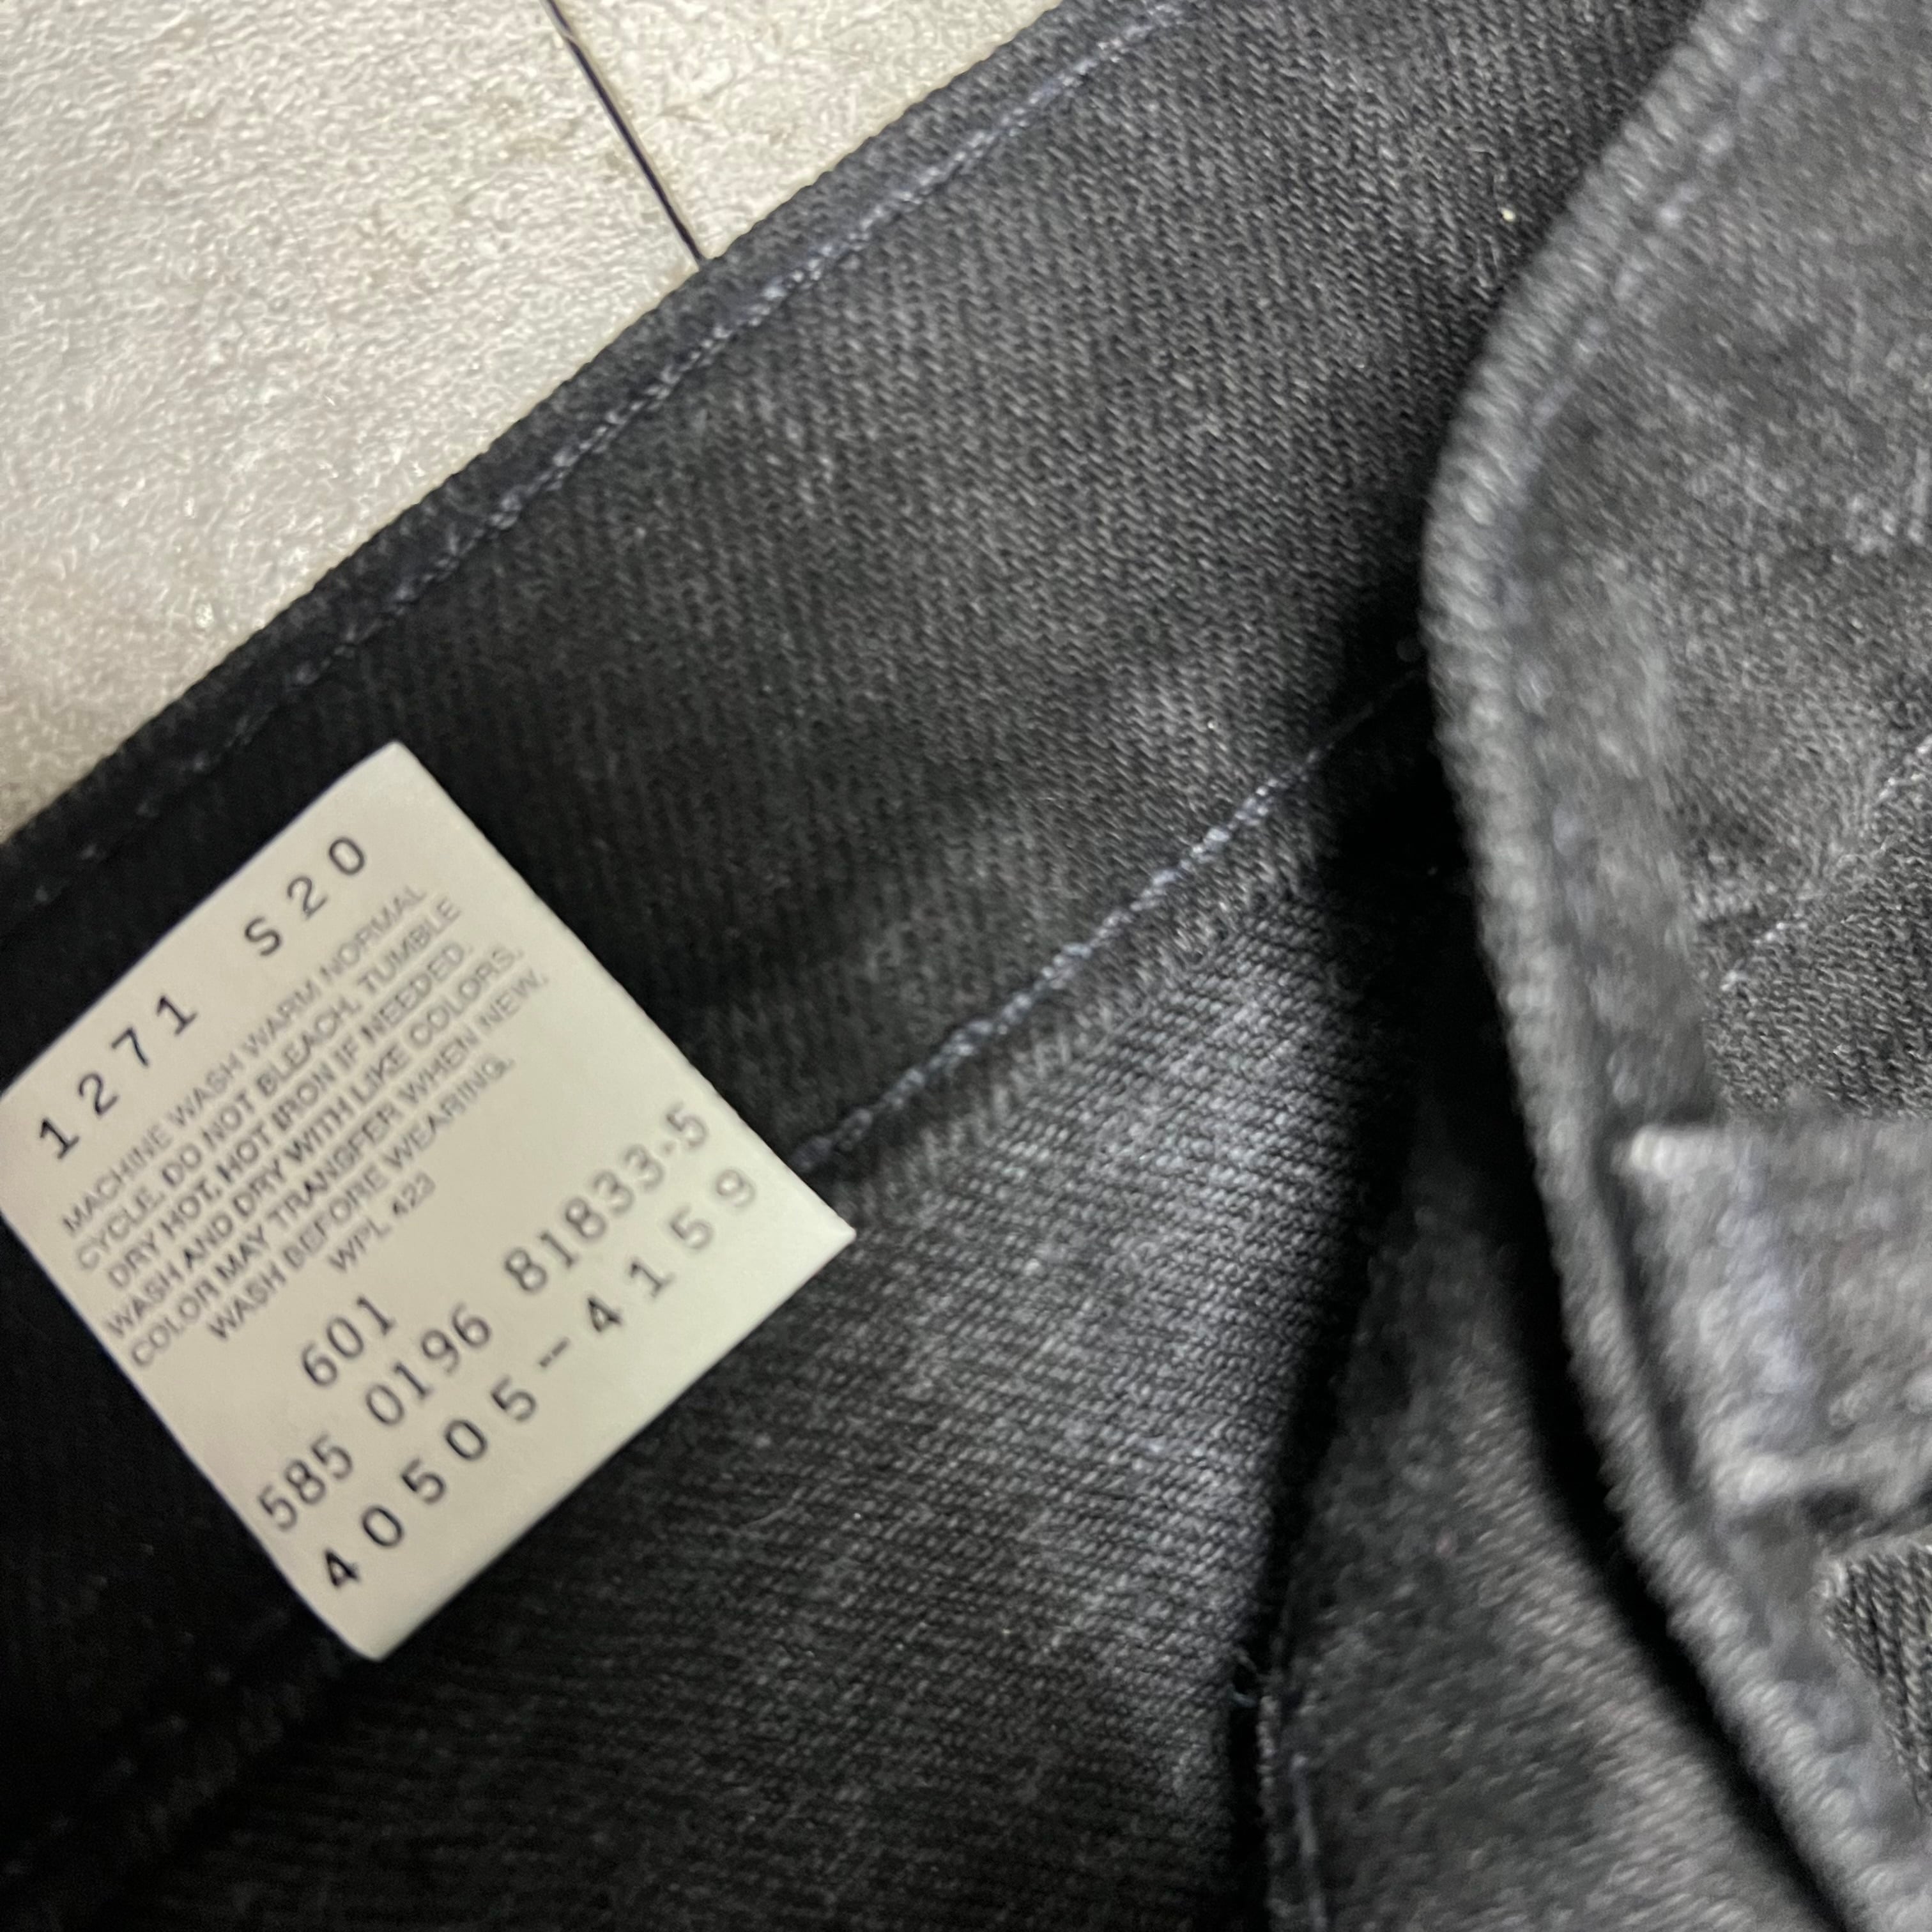 1271 S20
MACHINE WASH WARM NORMAL
CYCLE. DO NOT BLEACH, TUMBLE
DRY HOT, HOT IRON IF NEEDED.
WASH AND DRY WITH LIKE COLORS.
COLOR MAY TRANSFER WHEN NEW,
WASH BEFORE WEARING.
WPL 423
601
585 0196 81833-5
40505-4159